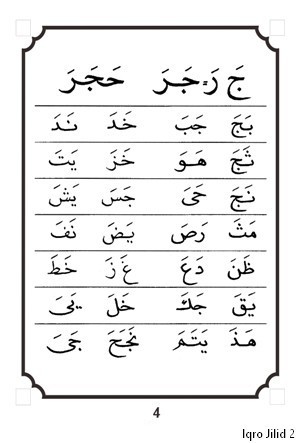 جَ رَ = جَرَ حَجَرَ
بَجَ جَبَ خَدَ نَدَ
ثَجَ هَوَ خَزَ يَتَ
نَجَ حَيَ جَسَ يَشَ
مَثَ رَصَ يَضَ نَفَ
ظَنَ دَعَ غَزَ خَطَ
يَقَ جَكَ خَلَ يَيَ
هَذَ يَتَمَ نَجَحَ جَيَ
4
Iqro Jilid 2